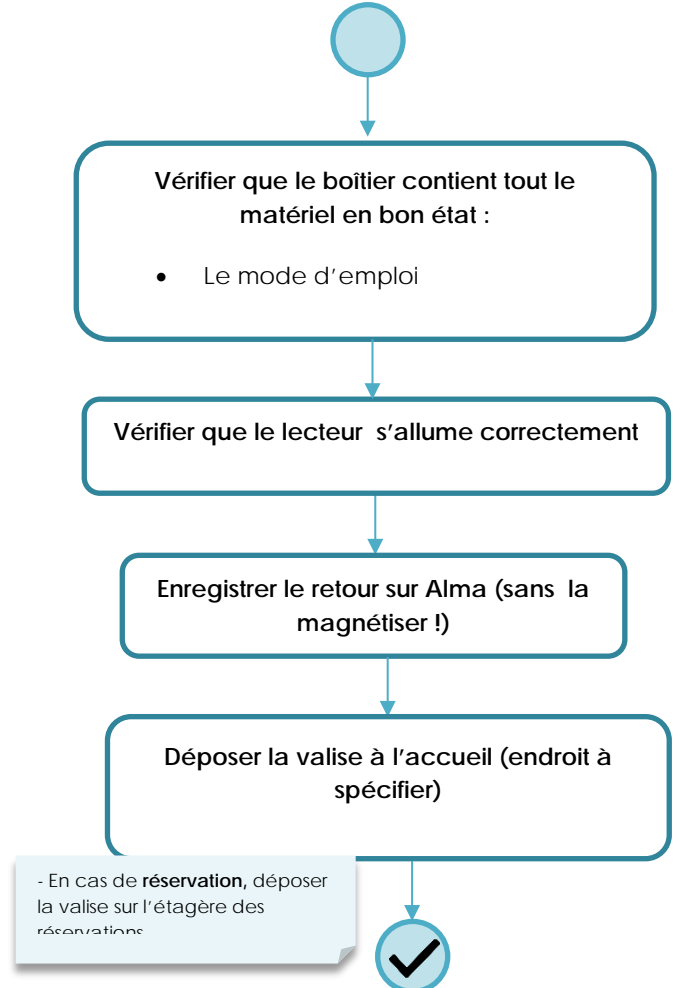 Vérifier que le boîtier contient tout le
matériel en bon état :
• Le mode d’emploi
Vérifier que le lecteur s’allume correctement
Enregistrer le retour sur Alma (sans la
magnétiser !)
Déposer la valise à l’accueil (endroit à
spécifier)
- En cas de réservation, déposer
la valise sur l’étagère des
réservations